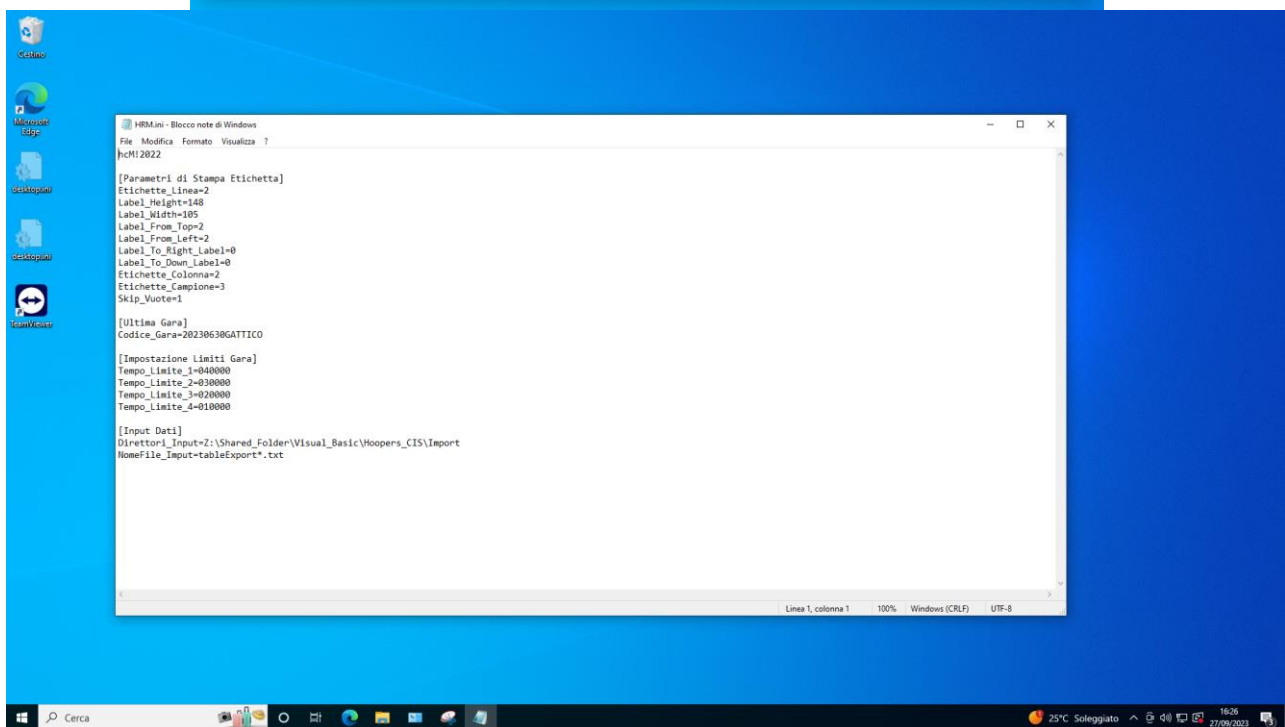 Cestino
Microsoft
Edge
desktop.ini
desktop.ini
TeamViewer
HRM.ini - Blocco note di Windows
File Modifica Formato Visualizza ?
hcM!2022
[Parametri di Stampa Etichetta]
Etichette_Linea=2
Label_Height=148
Label_Width=105
Label_From_Top=2
Label_From_Left=2
Label_To_Right_Label=0
Label_To_Down_Label=0
Etichette_Colonna=2
Etichette_Campione=3
Skip_Vuote=1
[Ultima Gara]
Codice_Gara=20230630GATTICO
[Impostazione Limiti Gara]
Tempo_Limite_1=040000
Tempo_Limite_2=030000
Tempo_Limite_3=020000
Tempo_Limite_4=010000
[Input Dati]
Direttori_Input=Z:\Shared_Folder\Visual_Basic\Hoopers_CIS\Import
NomeFile_Imput=tableExport*.txt
Linea 1, colonna 1 100% Windows (CRLF) UTF-8
Cerca
25°C Soleggiato
16:26
27/09/2023